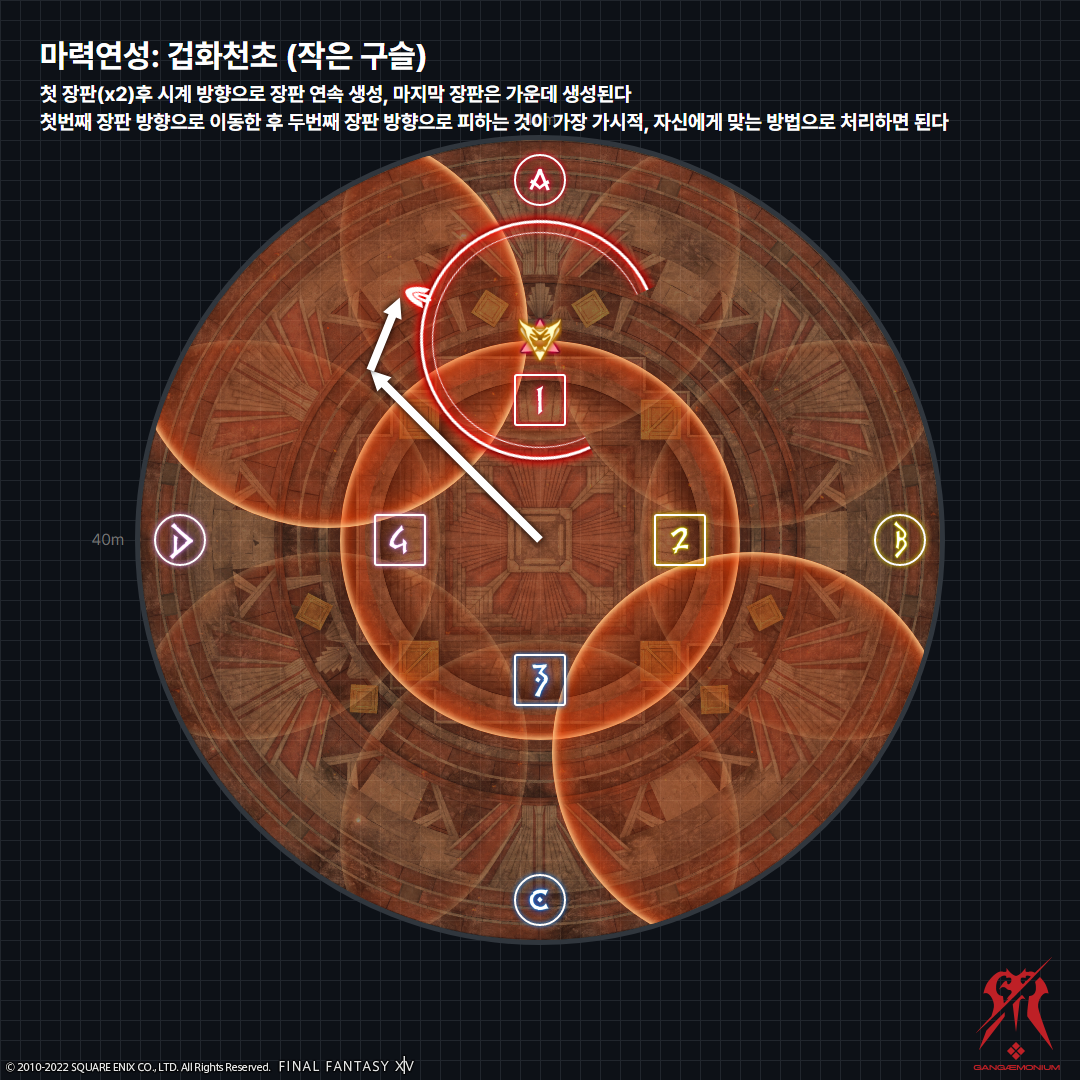 마력연성: 겁화천초 (작은 구슬)
첫 장판(x2)후 시계 방향으로 장판 연속 생성, 마지막 장판은 가운데 생성된다
첫번째 장판 방향으로 이동한 후 두번째 장판 방향으로 피하는 것이 가장 가시적, 자신에게 맞는 방법으로 처리하면 된다
A
1
40m
D
4
2
B
3
C
GANGÆMONIUM
© 2010-2022 SQUARE ENIX CO., LTD. All Rights Reserved. FINAL FANTASY XIV